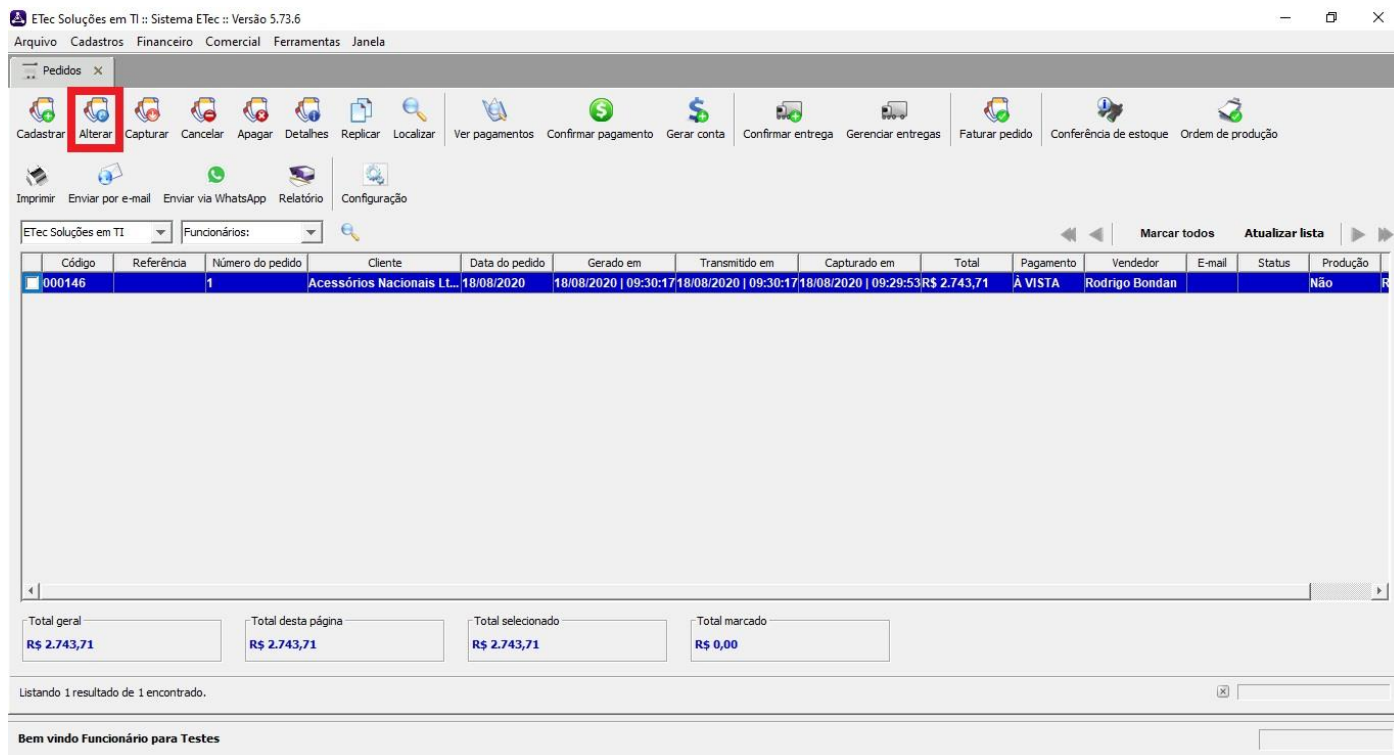 ETec Soluções em TI :: Sistema ETec :: Versão 5.73.6
Arquivo Cadastros Financeiro Comercial Ferramentas Janela
Pedidos
Cadastrar Alterar Capturar Cancelar Apagar Detalhes Replicar Localizar Ver pagamentos Confirmar pagamento Gerar conta Confirmar entrega Gerenciar entregas Faturar pedido Conferência de estoque Ordem de produção
Imprimir Enviar por e-mail Enviar via WhatsApp Relatório Configuração
ETec Soluções em TI Funcionários: Marcar todos Atualizar lista
Código Referência Número do pedido Cliente Data do pedido Gerado em Transmitido em Capturado em Total Pagamento Vendedor E-mail Status Produção
000146 1 Acessórios Nacionais Lt... 18/08/2020 18/08/2020 | 09:30:17 18/08/2020 | 09:30:17 18/08/2020 | 09:29:53 R$ 2.743,71 À VISTA Rodrigo Bondan Não R
Total geral Total desta página Total selecionado Total marcado
R$ 2.743,71 R$ 2.743,71 R$ 2.743,71 R$ 0,00
Listando 1 resultado de 1 encontrado.
Bem vindo Funcionário para Testes